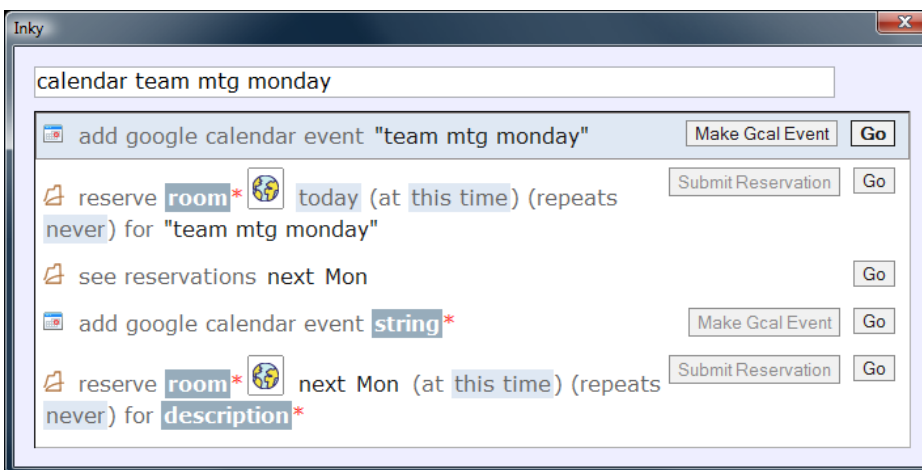 Inky
X
calendar team mtg monday
add google calendar event "team mtg monday" Make Gcal Event Go
reserve room* today (at this time) (repeats Submit Reservation Go
never) for "team mtg monday"
see reservations next Mon Go
add google calendar event string* Make Gcal Event Go
reserve room* next Mon (at this time) (repeats Submit Reservation Go
never) for description*